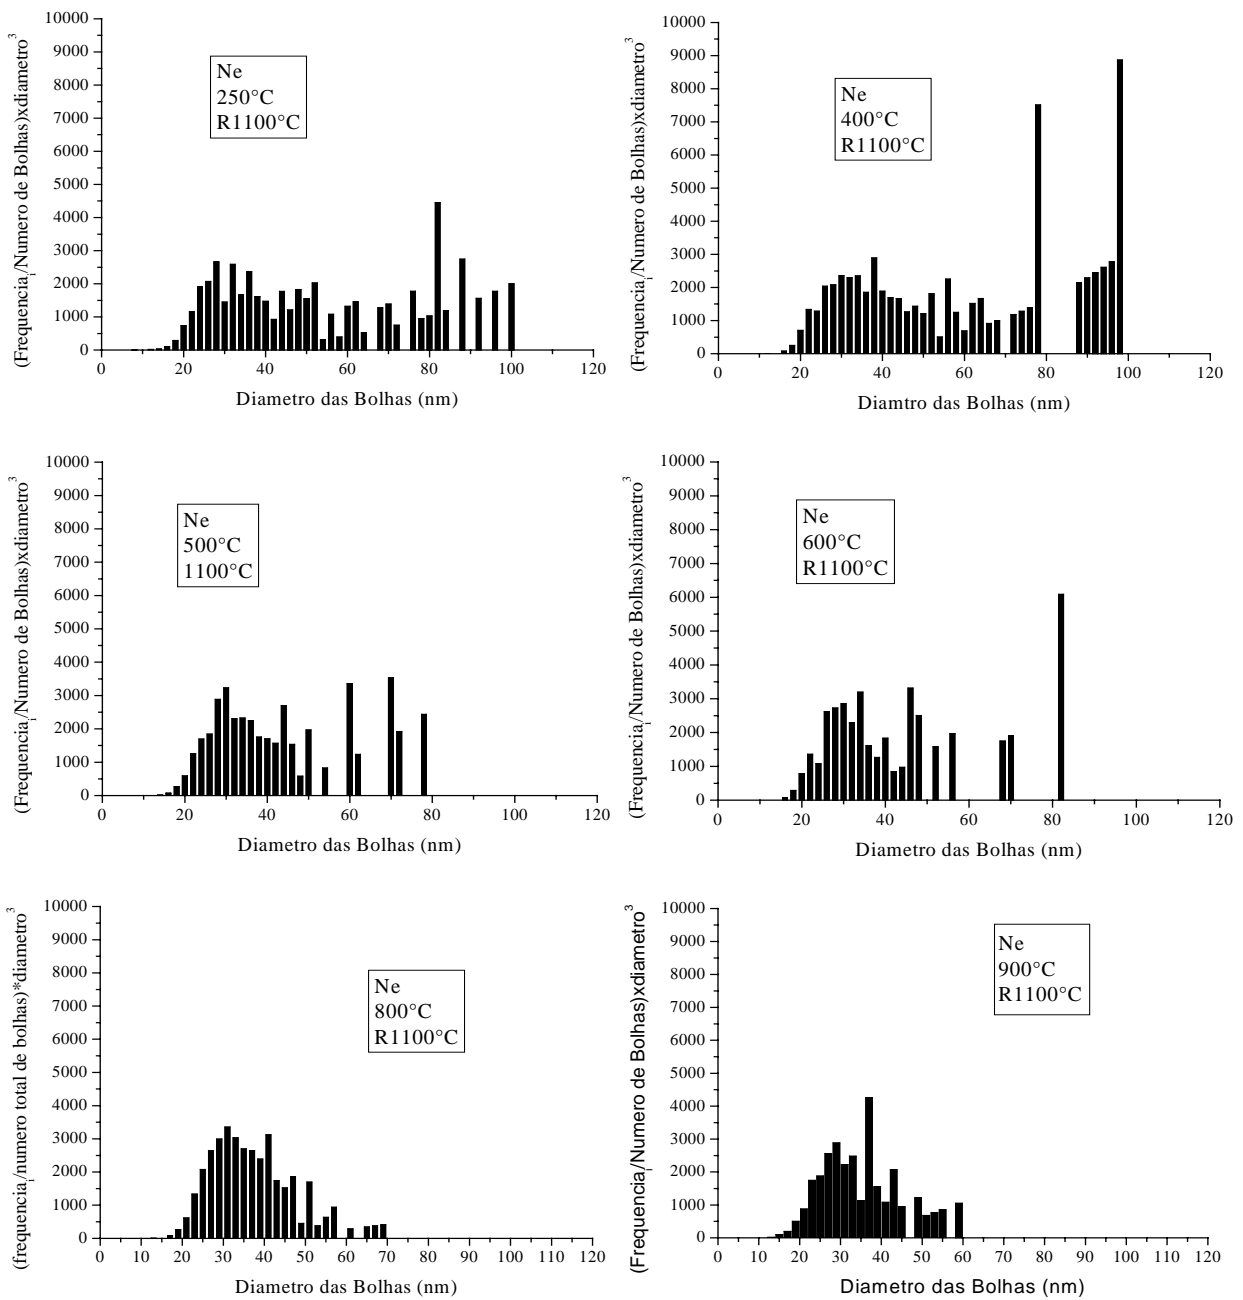 (Frequencia_i/Numero de Bolhas)xdiametro^3
10000
9000
8000
7000
6000
5000
4000
3000
2000
1000
0
Ne
250°C
R1100°C
0 20 40 60 80 100 120
Diametro das Bolhas (nm)
(Frequencia_i/Numero de Bolhas)xdiametro^3
10000
9000
8000
7000
6000
5000
4000
3000
2000
1000
0
Ne
400°C
R1100°C
0 20 40 60 80 100 120
Diamtro das Bolhas (nm)
(Frequencia_i/Numero de Bolhas)xdiametro^3
10000
9000
8000
7000
6000
5000
4000
3000
2000
1000
0
Ne
500°C
1100°C
0 20 40 60 80 100 120
Diametro das Bolhas (nm)
((Frequencia_i/Numero de Bolhas)xdiametro^3
10000
9000
8000
7000
6000
5000
4000
3000
2000
1000
0
Ne
600°C
R1100°C
0 20 40 60 80 100 120
Diametro das Bolhas (nm)
(frequencia_i/numero total de bolhas)*diametro^3
10000
9000
8000
7000
6000
5000
4000
3000
2000
1000
0
Ne
800°C
R1100°C
0 10 20 30 40 50 60 70 80 90 100 110 120
Diametro das Bolhas (nm)
(Frequencia_i/Numero de Bolhas)xdiametro^3
10000
9000
8000
7000
6000
5000
4000
3000
2000
1000
0
Ne
900°C
R1100°C
0 10 20 30 40 50 60 70 80 90 100 110 120
Diametro das Bolhas (nm)